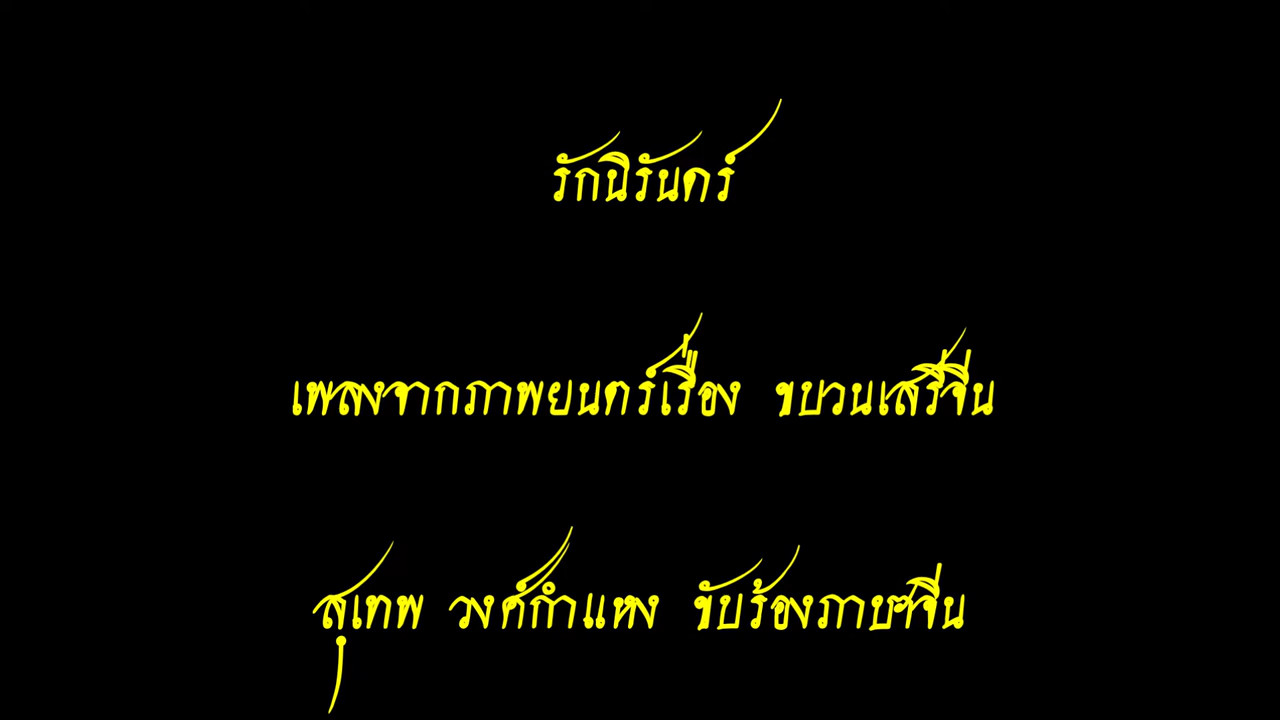 รักนิรันดร์
เพลงจากภาพยนตร์เรื่อง ขบวนเสรีจีน
สุเทพ วงศ์กำแหง ขับร้องภาษาจีน